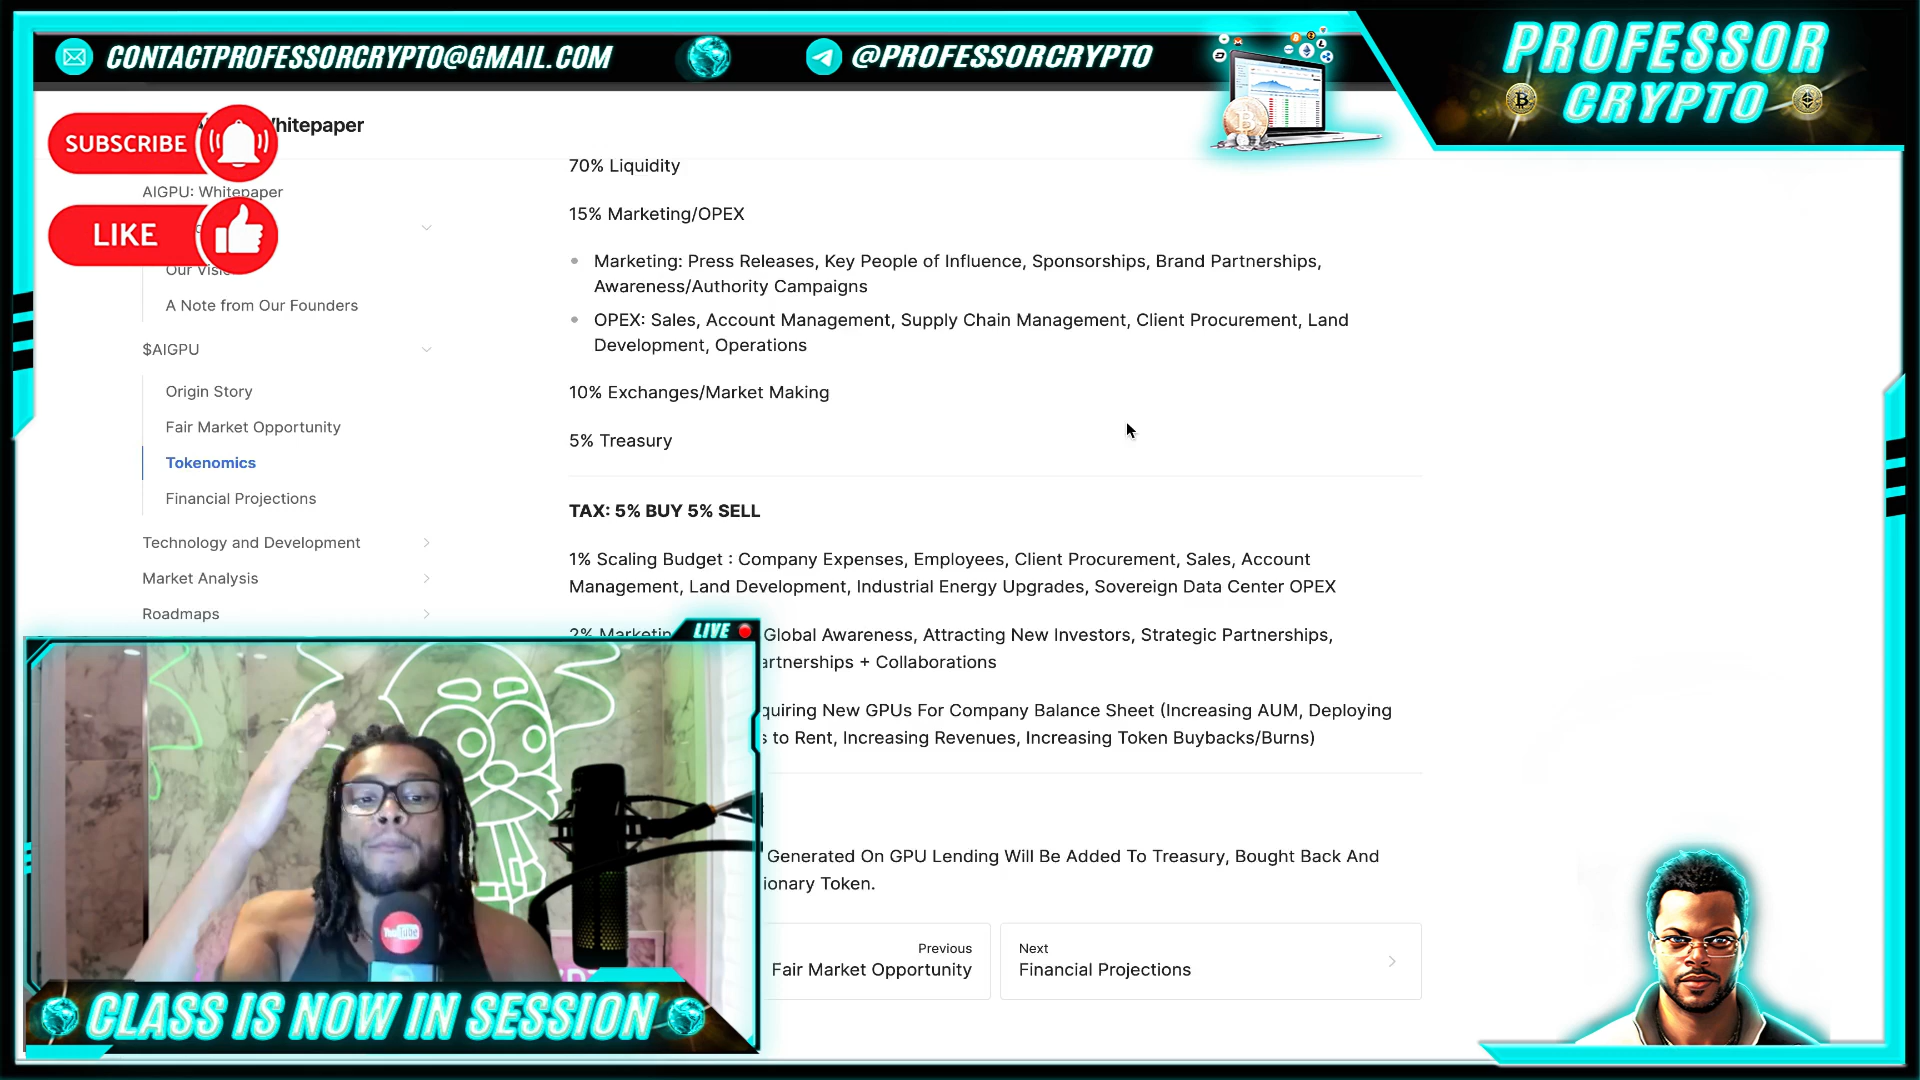 CONTACTPROFESSORCRYPTO@GMAIL.COM
@PROFESSORCRYPTO
PROFESSOR
CRYPTO
SUBSCRIBE
LIKE
Whitepaper
AIGPU: Whitepaper
A Note from Our Founders
$AIGPU
Origin Story
Fair Market Opportunity
Tokenomics
Financial Projections
Technology and Development
Market Analysis
Roadmaps
70% Liquidity
15% Marketing/OPEX
Marketing: Press Releases, Key People of Influence, Sponsorships, Brand Partnerships,
Awareness/Authority Campaigns
OPEX: Sales, Account Management, Supply Chain Management, Client Procurement, Land
Development, Operations
10% Exchanges/Market Making
5% Treasury
TAX: 5% BUY 5% SELL
1% Scaling Budget : Company Expenses, Employees, Client Procurement, Sales, Account
Management, Land Development, Industrial Energy Upgrades, Sovereign Data Center OPEX
Global Awareness, Attracting New Investors, Strategic Partnerships,
artnerships + Collaborations
quiring New GPUs For Company Balance Sheet (Increasing AUM, Deploying
s to Rent, Increasing Revenues, Increasing Token Buybacks/Burns)
Generated On GPU Lending Will Be Added To Treasury, Bought Back And
ionary Token.
Previous
Fair Market Opportunity
Next
Financial Projections
LIVE
YouTube
CLASS IS NOW IN SESSION